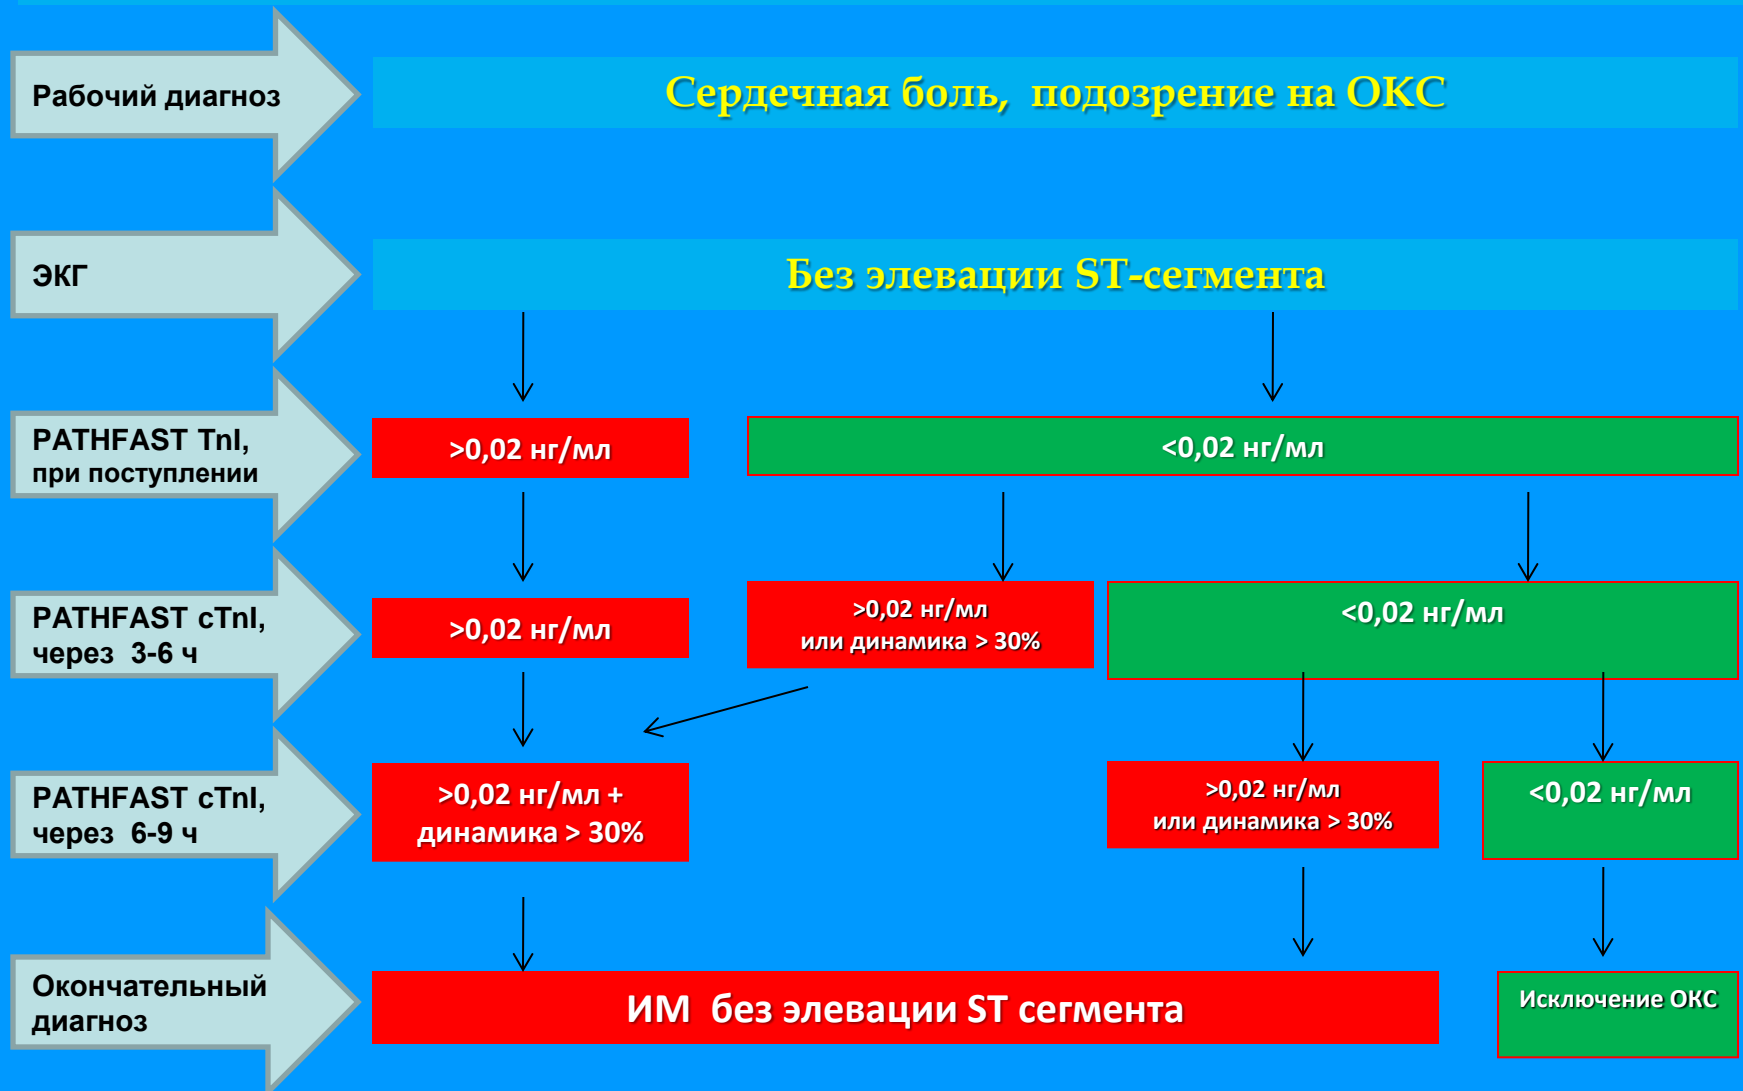 Рабочий диагноз
Сердечная боль, подозрение на ОКС
ЭКГ
Без элевации ST-сегмента
PATHFAST TnI,
при поступлении
>0,02 нг/мл
<0,02 нг/мл
PATHFAST cTnI,
через 3-6 ч
>0,02 нг/мл
>0,02 нг/мл
или динамика > 30%
<0,02 нг/мл
PATHFAST cTnI,
через 6-9 ч
>0,02 нг/мл +
динамика > 30%
>0,02 нг/мл
или динамика > 30%
<0,02 нг/мл
Окончательный
диагноз
ИМ без элевации ST сегмента
Исключение ОКС